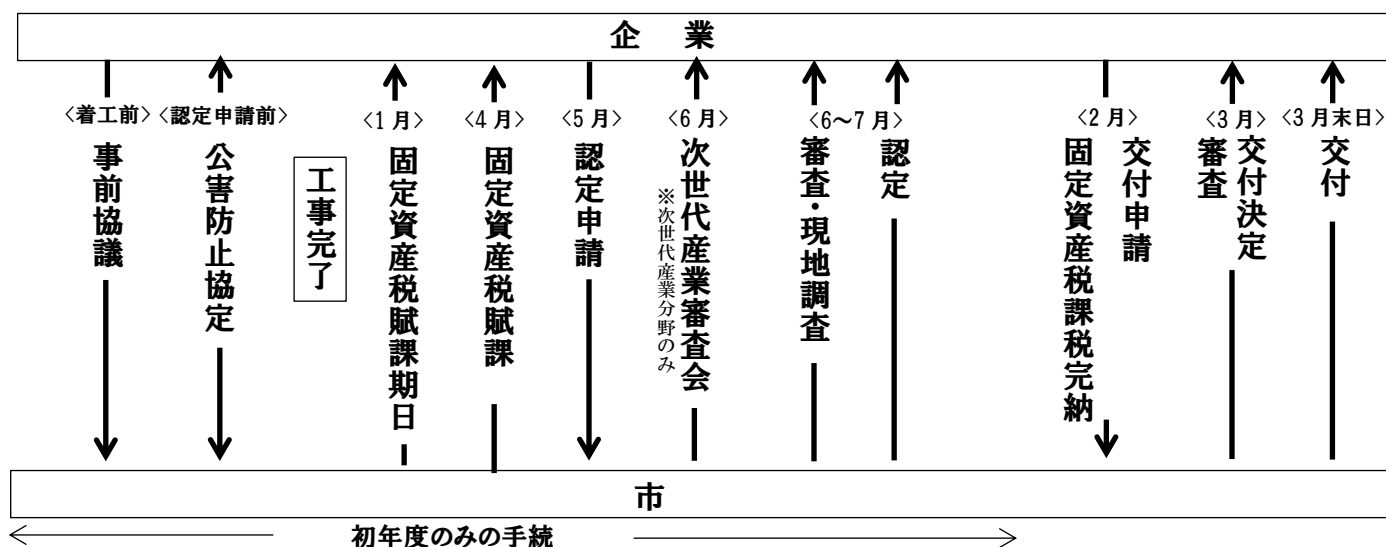 企　業
〈着工前〉
事前協議
〈認定申請前〉
公害防止協定
工事完了
〈1月〉
固定資産税賦課期日
〈4月〉
固定資産税賦課
〈5月〉
認定申請
〈6月〉
次世代産業審査会
※次世代産業分野のみ
〈6～7月〉
審査・現地調査
認定
〈2月〉
交付申請
固定資産税課税完納
〈3月〉
交付決定
審査
〈3月末日〉
交付
市
初年度のみの手続